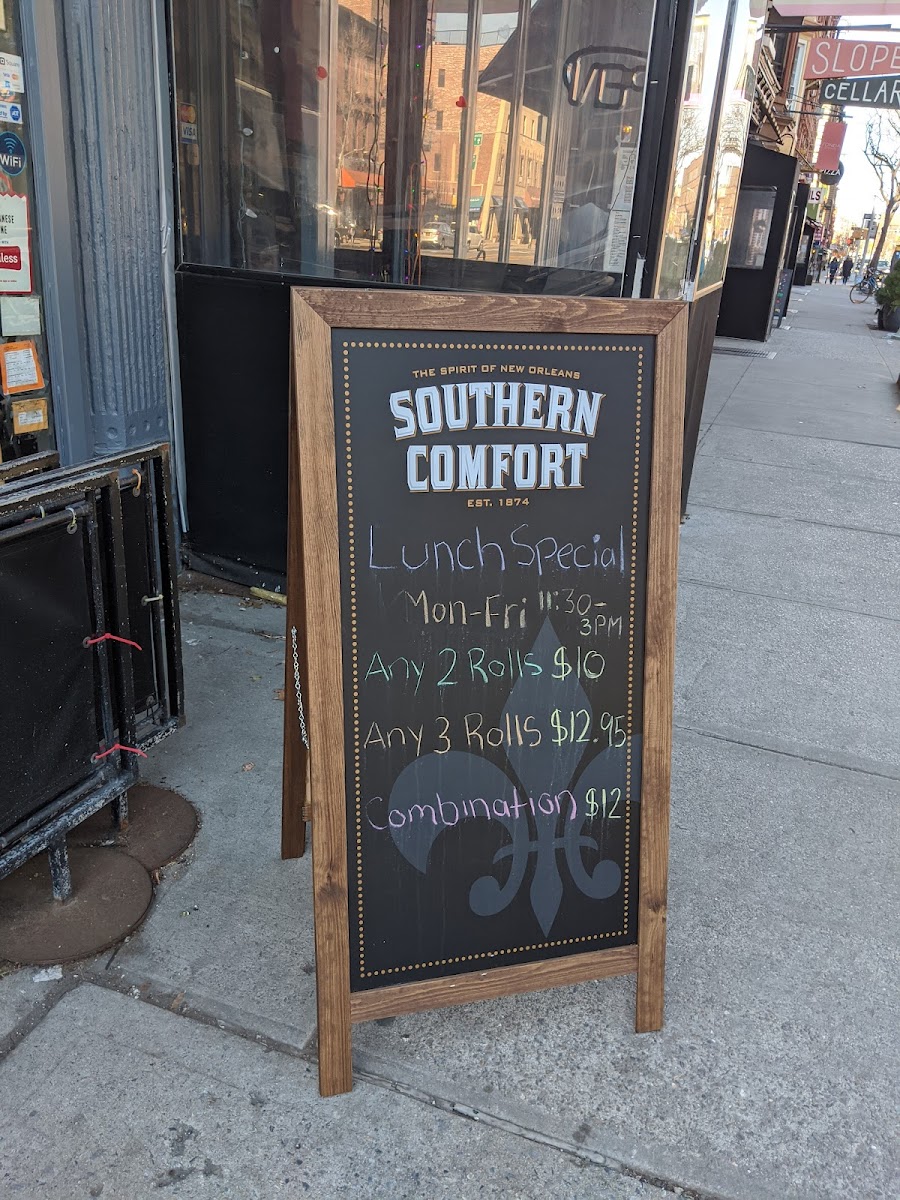 THE SPIRIT OF NEW ORLEANS
SOUTHERN
COMFORT
EST. 1874
Lunch Special
Mon-Fri 11:30-
3PM
Any 2 Rolls $10
Any 3 Rolls $12.95
Combination $12
SLOPE
CELLAR
VISA
WiFi